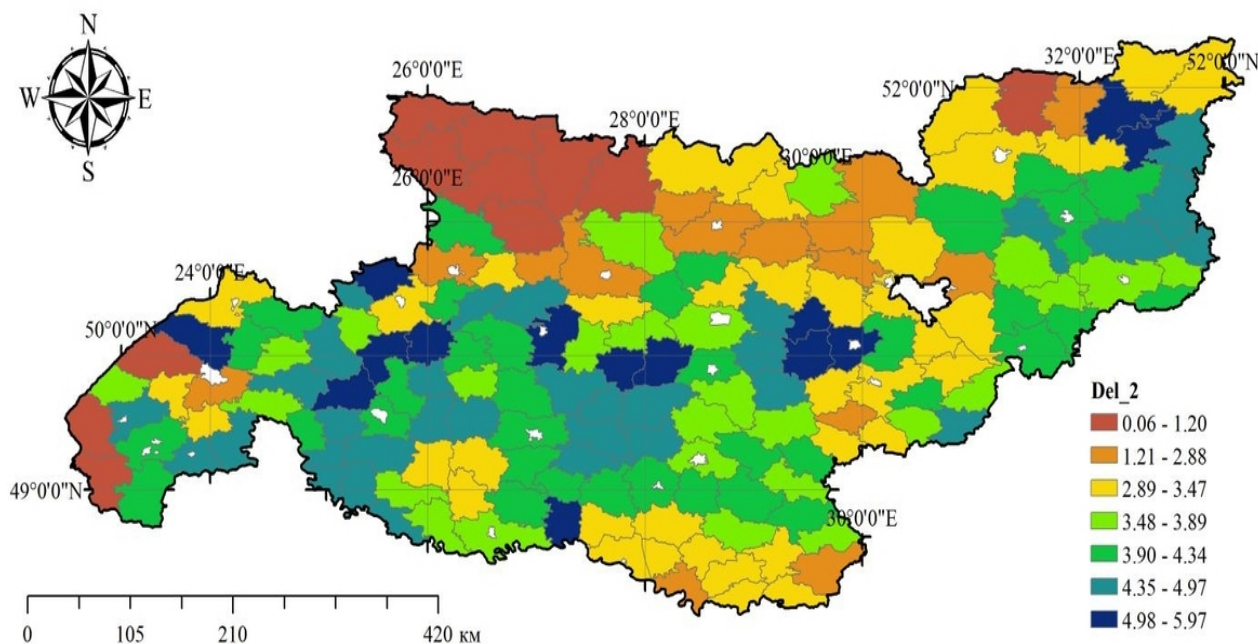 N
W E
S
26°0'0"E
28°0'0"E
26°0'0"E
24°0'0"E
50°0'0"N
49°0'0"N
30°0'0"E
52°0'0"N
32°0'0"E
52°0'0"N
30°0'0"E
Del_2
0.06 - 1.20
1.21 - 2.88
2.89 - 3.47
3.48 - 3.89
3.90 - 4.34
4.35 - 4.97
4.98 - 5.97
0 105 210 420 км